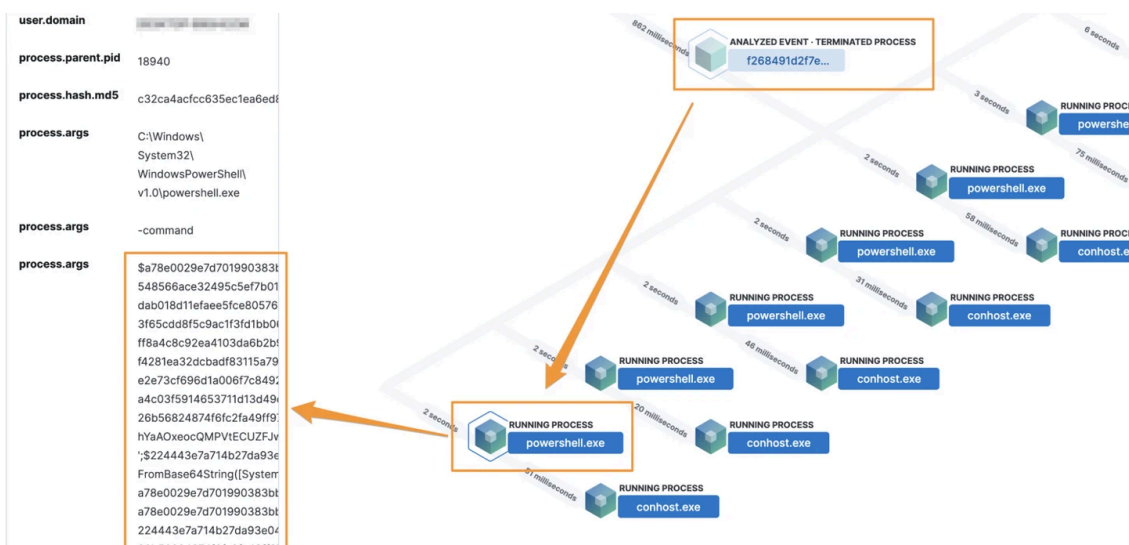 user.domain
process.parent.pid
18940
process.hash.md5
c32ca4acfcc635ec1ea6ed8
process.args
C:\Windows\
System32\
WindowsPowerShell\
v1.0\powershell.exe
process.args
-command
process.args
$a78e0029e7d701990383b
548566ace32495c5ef7b01
dab018d11efaee5fce80576
3f65cdd8f5c9ac1f3fd1bb06
ff8a4c8c92ea4103da6b2b9
f4281ea32dcbadf83115a79
e2e73cf696d1a006f7c8492
a4c03f5914653711d13d49
26b56824874f6fc2fa49ff97
hYaAOxeocQMPVtECUZFJv
';$224443e7a714b27da93e
FromBase64String([System
a78e0029e7d701990383bb
a78e0029e7d701990383bb
224443e7a714b27da93e04
862 milliseconds
ANALYZED EVENT · TERMINATED PROCESS
f268491d2f7e...
6 seconds
3 seconds
RUNNING PROC
powershe
75 milliseconds
2 seconds
RUNNING PROCESS
powershell.exe
58 milliseconds
RUNNING PROC
conhost.e
2 seconds
RUNNING PROCESS
powershell.exe
31 milliseconds
RUNNING PROCESS
conhost.exe
2 seconds
RUNNING PROCESS
powershell.exe
46 milliseconds
RUNNING PROCESS
conhost.exe
2 seconds
RUNNING PROCESS
powershell.exe
20 milliseconds
RUNNING PROCESS
conhost.exe
2 seconds
RUNNING PROCESS
powershell.exe
51 milliseconds
RUNNING PROCESS
conhost.exe